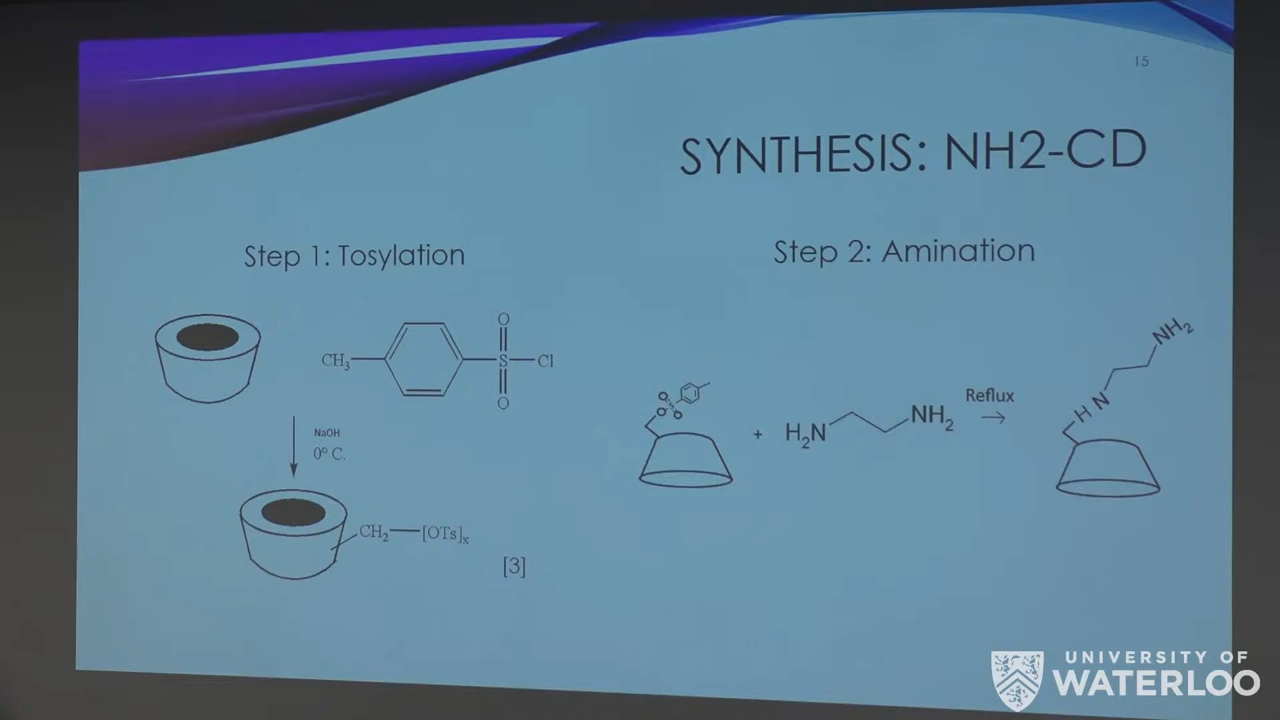 15
SYNTHESIS: NH2-CD
Step 1: Tosylation
CH₃
O
S
Cl
O
NaOH
0° C.
CH₂
[OTs]ₓ
[3]
Step 2: Amination
O
S
O
O
+
H₂N
NH₂
Reflux
→
H
N
NH₂
UNIVERSITY OF
WATERLOO